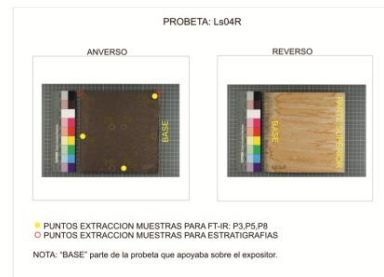 PROBETA: Ls04R
ANVERSO
REVERSO
BASE
BASE
PUNTOS EXTRACCION MUESTRAS PARA FT-IR: P3,P5,P8
PUNTOS EXTRACCION MUESTRAS PARA ESTRATIGRAFIAS
NOTA: "BASE" parte de la probeta que apoyaba sobre el expositor.